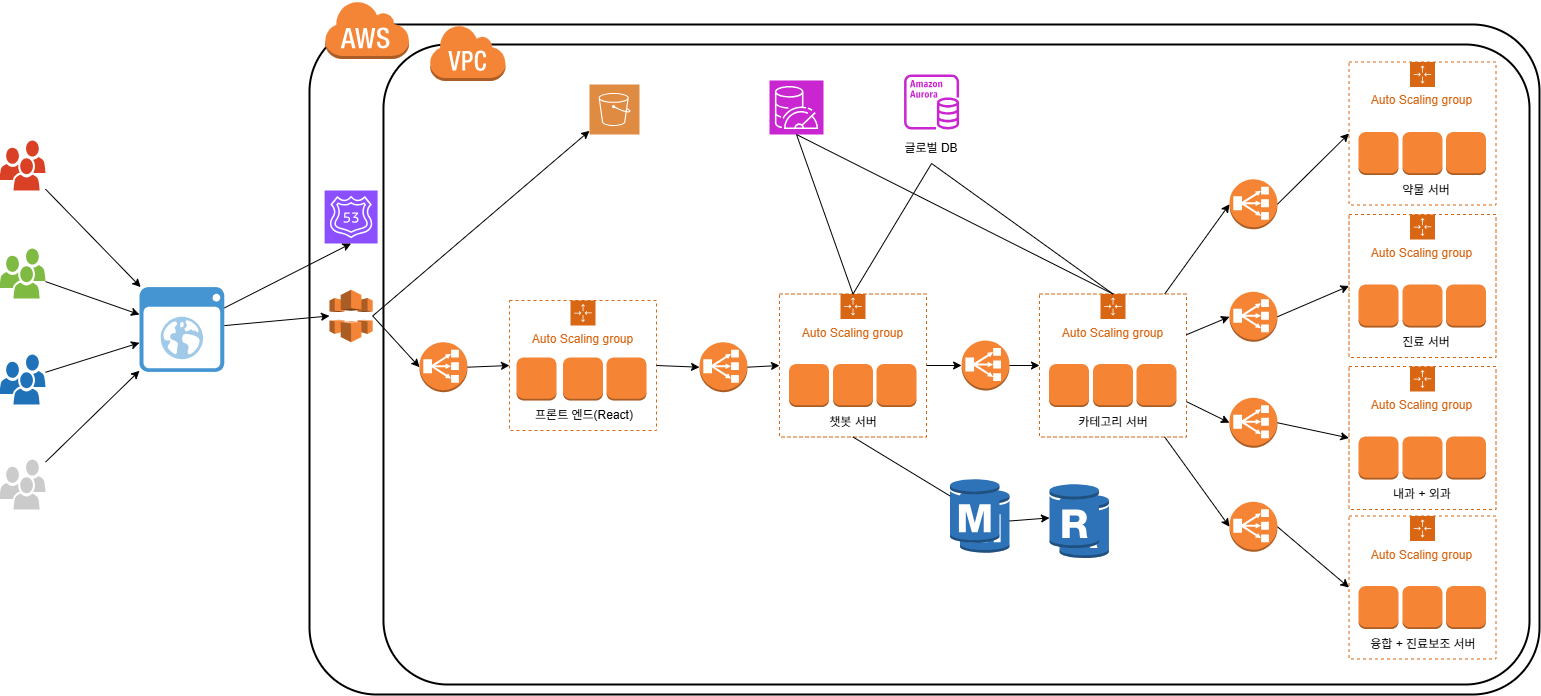 AWS
VPC
53
Amazon
Aurora
글로벌 DB
Auto Scaling group
프론트 엔드(React)
Auto Scaling group
챗봇 서버
Auto Scaling group
카테고리 서버
M
R
Auto Scaling group
약물 서버
Auto Scaling group
진료 서버
Auto Scaling group
내과 + 외과
Auto Scaling group
융합 + 진료보조 서버